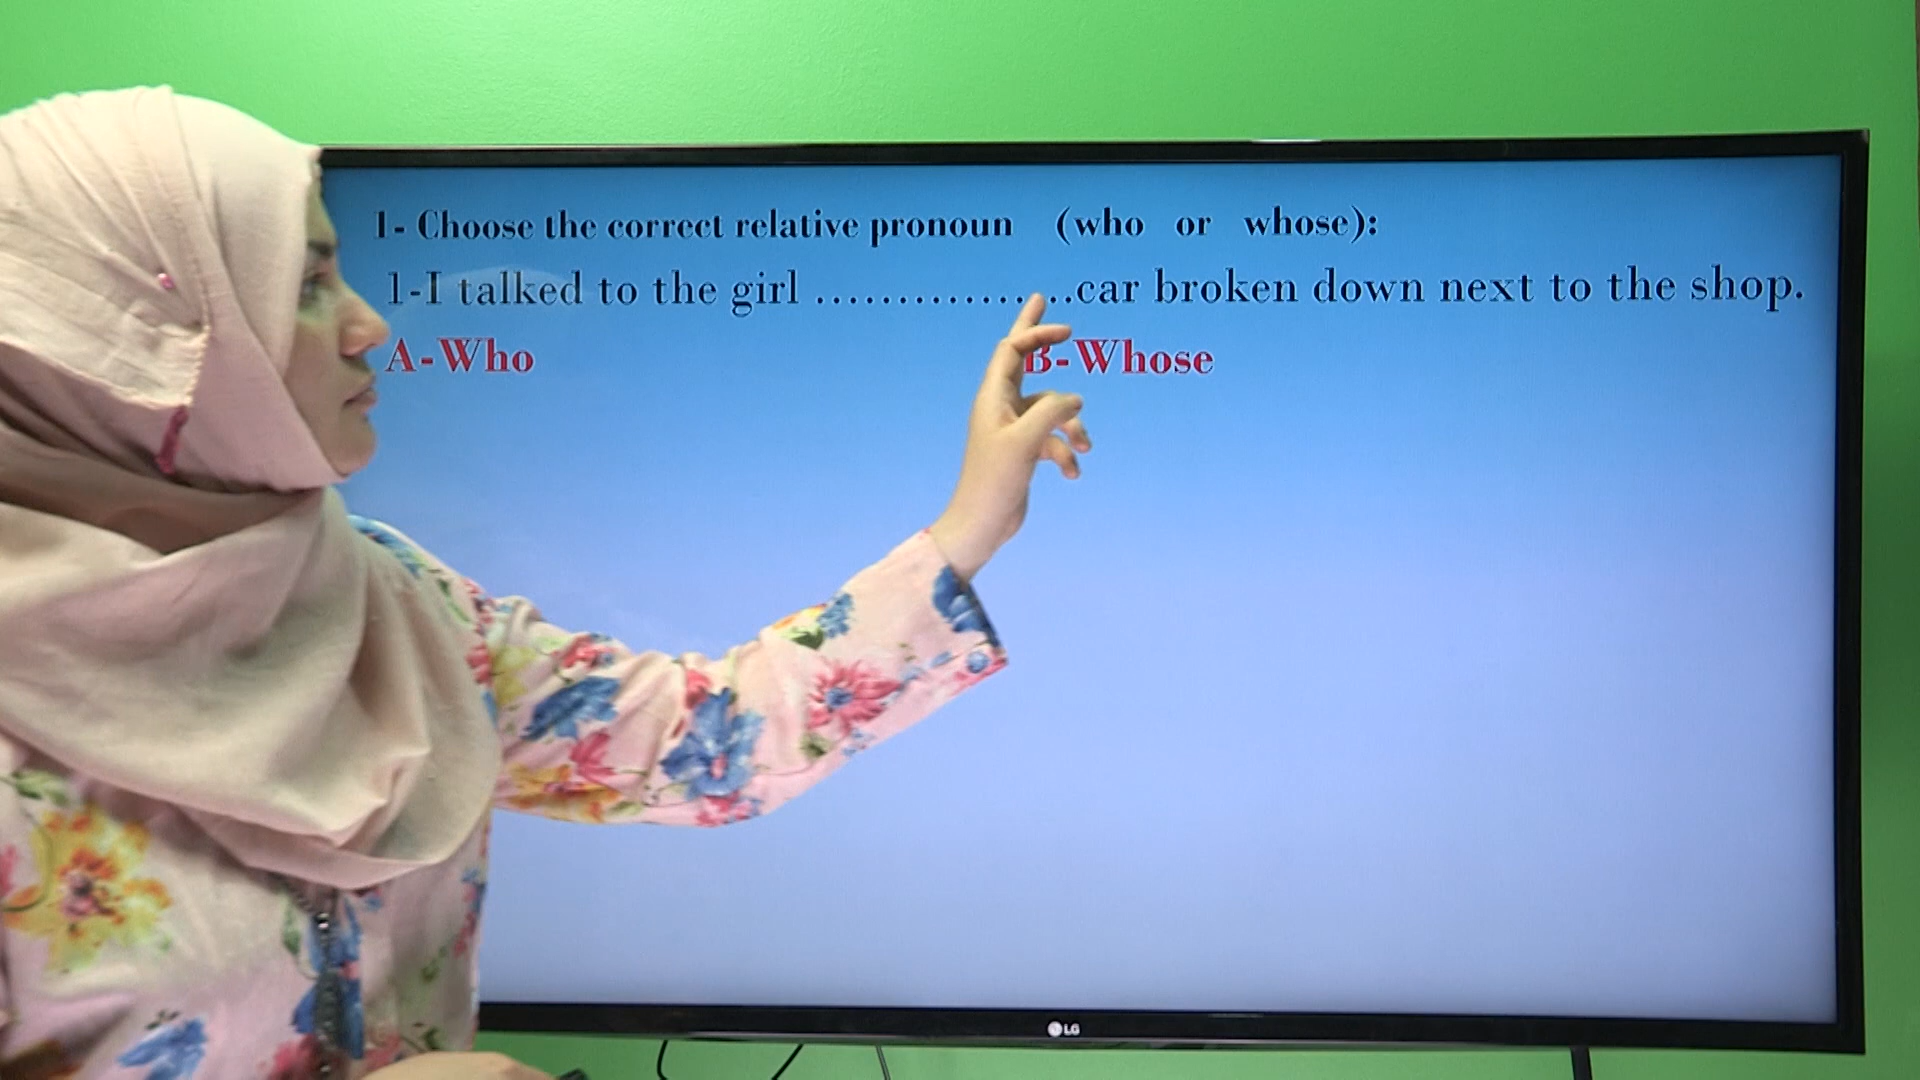 1- Choose the correct relative pronoun (who or whose):
1-I talked to the girl ..................car broken down next to the shop.
A-Who B-Whose
LG